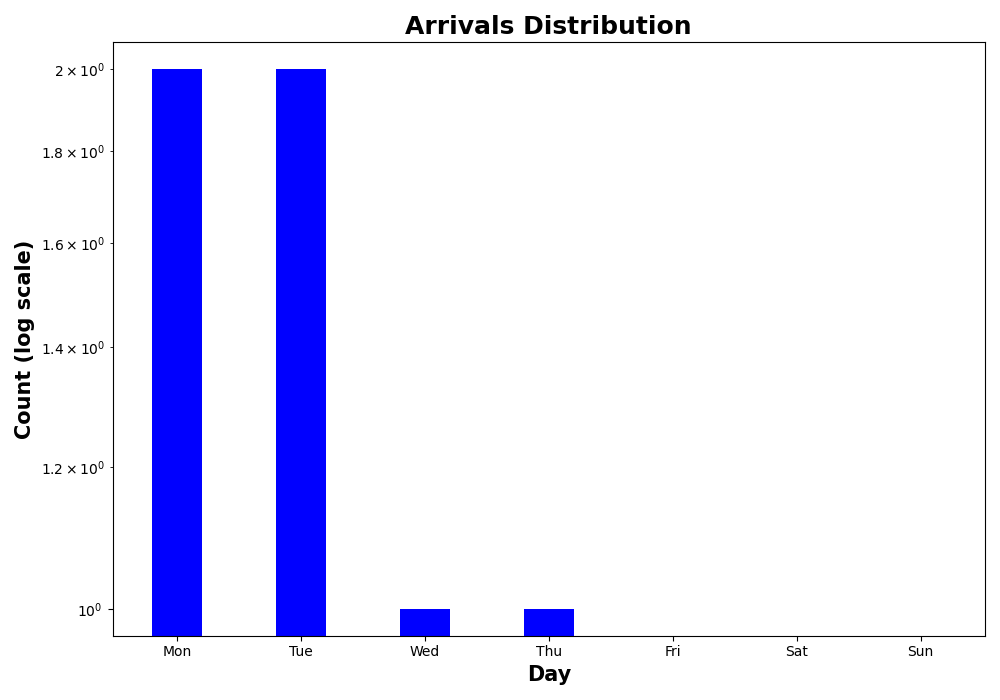 Arrivals Distribution
Count (log scale)
2 × 10⁰
1.8 × 10⁰
1.6 × 10⁰
1.4 × 10⁰
1.2 × 10⁰
10⁰
Mon Tue Wed Thu Fri Sat Sun
Day